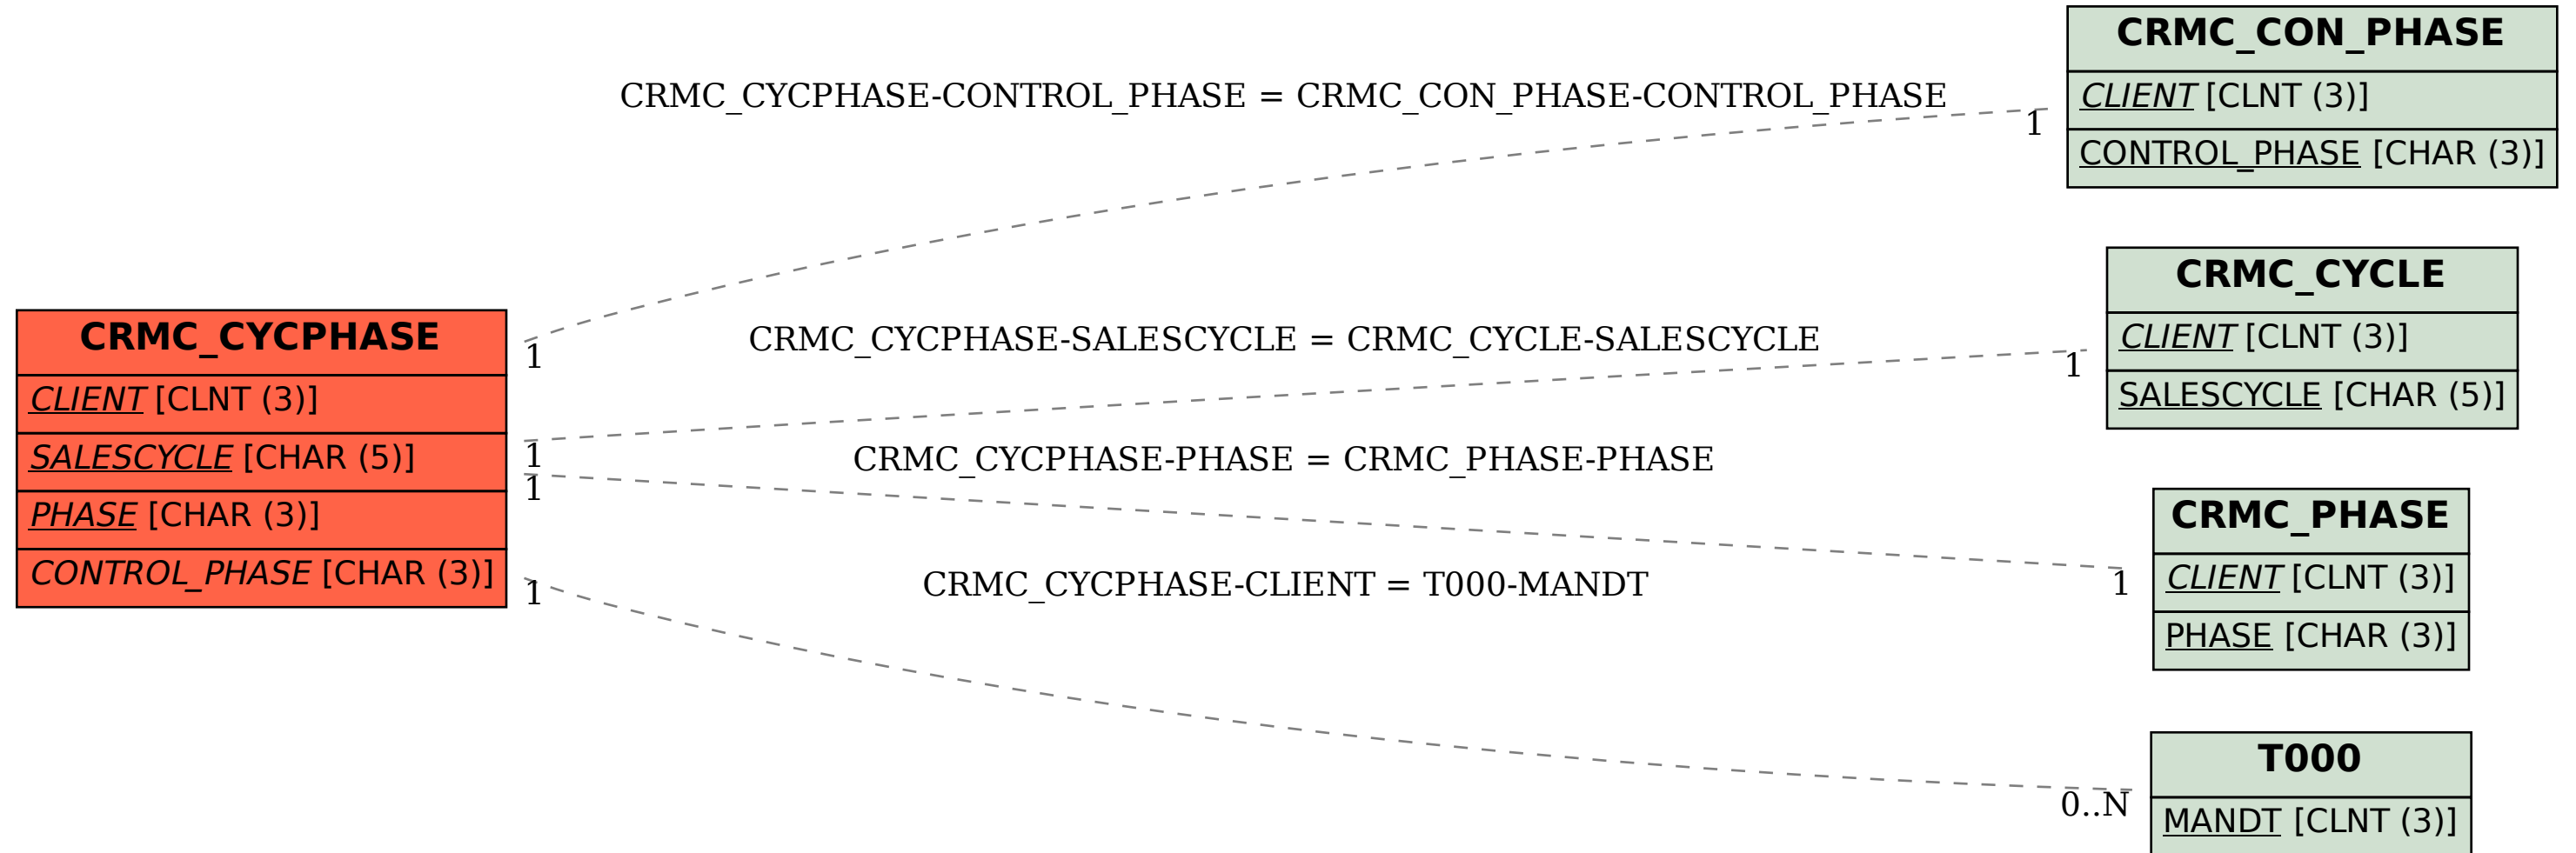 CRMC_CYCPHASE
CLIENT [CLNT (3)]
SALESCYCLE [CHAR (5)]
PHASE [CHAR (3)]
CONTROL_PHASE [CHAR (3)]
CRMC_CYCPHASE-CONTROL_PHASE = CRMC_CON_PHASE-CONTROL_PHASE
1
1
CRMC_CYCPHASE-SALESCYCLE = CRMC_CYCLE-SALESCYCLE
1
1
CRMC_CYCPHASE-PHASE = CRMC_PHASE-PHASE
1
1
CRMC_CYCPHASE-CLIENT = T000-MANDT
1
0..N
CRMC_CON_PHASE
CLIENT [CLNT (3)]
CONTROL_PHASE [CHAR (3)]
CRMC_CYCLE
CLIENT [CLNT (3)]
SALESCYCLE [CHAR (5)]
CRMC_PHASE
CLIENT [CLNT (3)]
PHASE [CHAR (3)]
T000
MANDT [CLNT (3)]